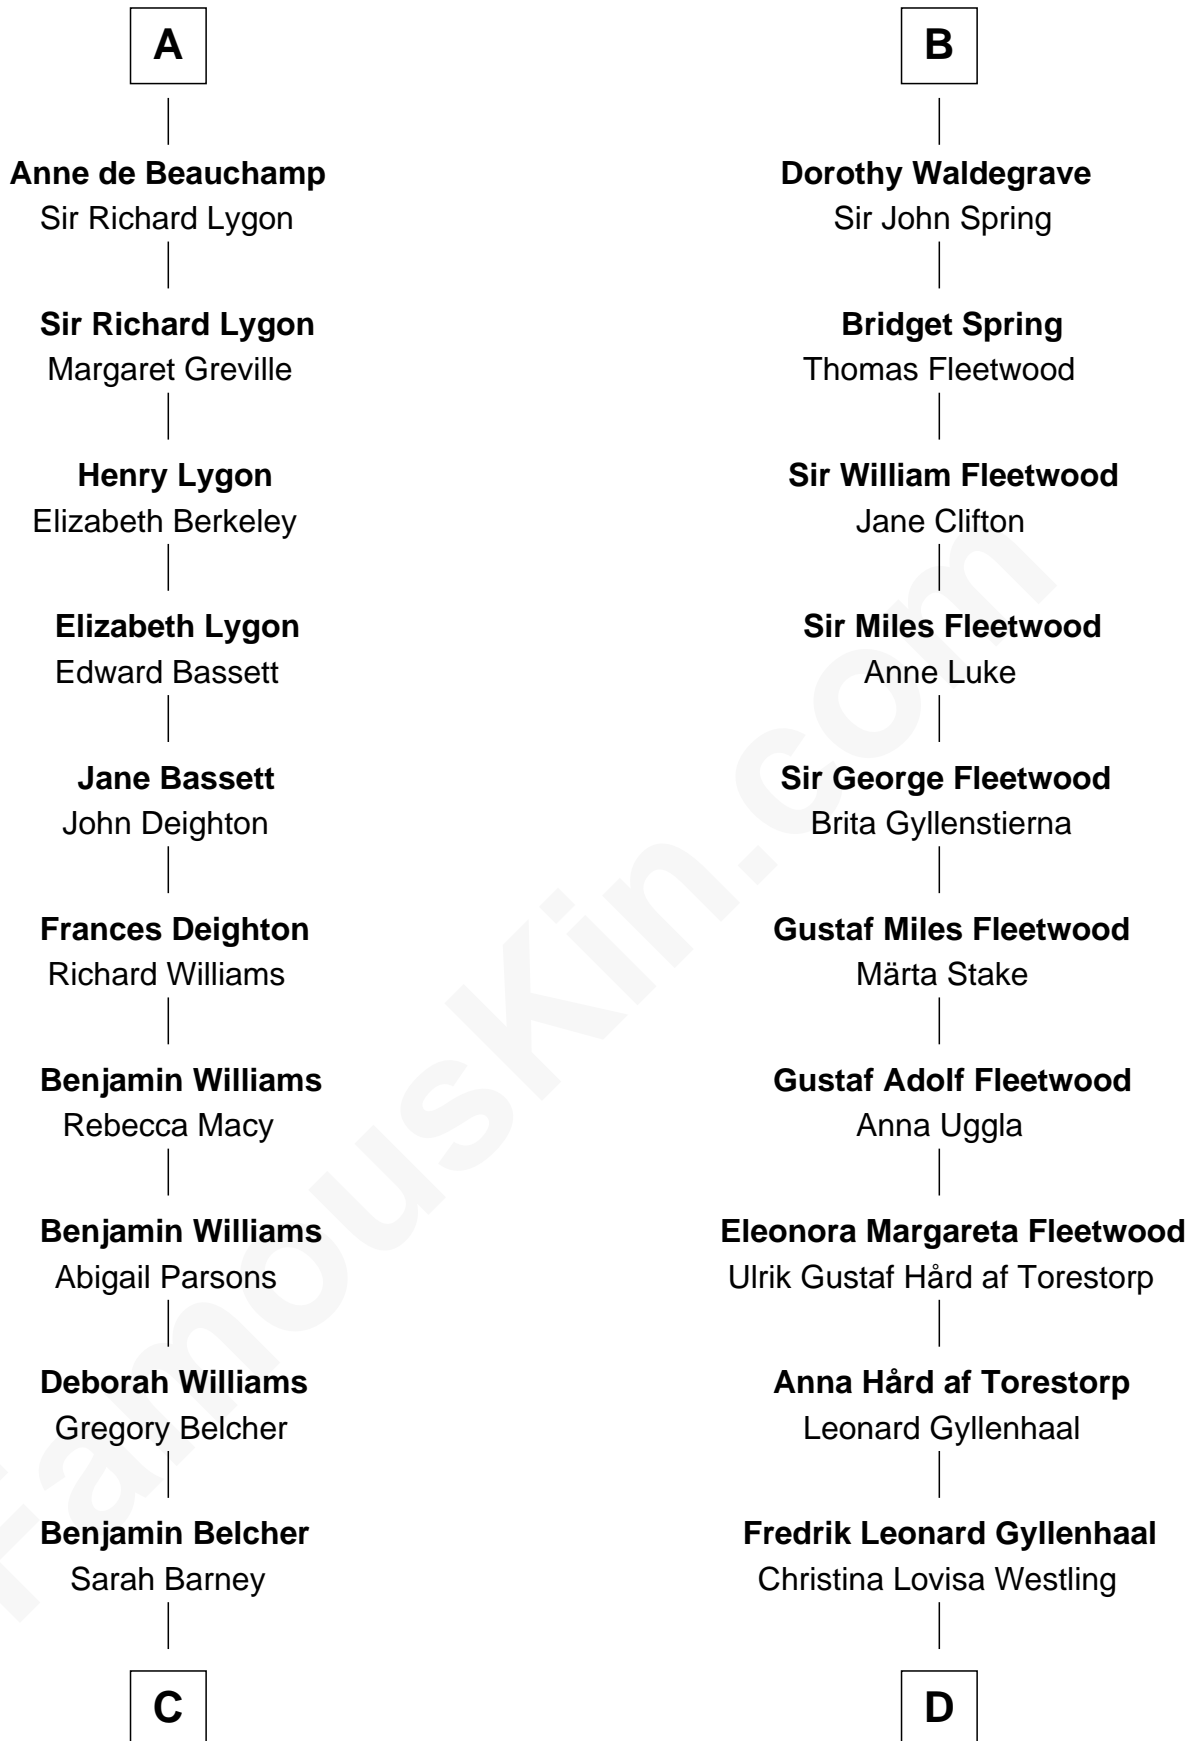 A
Anne de Beauchamp
Sir Richard Lygon
Sir Richard Lygon
Margaret Greville
Henry Lygon
Elizabeth Berkeley
Elizabeth Lygon
Edward Bassett
Jane Bassett
John Deighton
Frances Deighton
Richard Williams
Benjamin Williams
Rebecca Macy
Benjamin Williams
Abigail Parsons
Deborah Williams
Gregory Belcher
Benjamin Belcher
Sarah Barney
C
B
Dorothy Waldegrave
Sir John Spring
Bridget Spring
Thomas Fleetwood
Sir William Fleetwood
Jane Clifton
Sir Miles Fleetwood
Anne Luke
Sir George Fleetwood
Brita Gyllenstierna
Gustaf Miles Fleetwood
Märta Stake
Gustaf Adolf Fleetwood
Anna Uggla
Eleonora Margareta Fleetwood
Ulrik Gustaf Hård af Torestorp
Anna Hård af Torestorp
Leonard Gyllenhaal
Fredrik Leonard Gyllenhaal
Christina Lovisa Westling
D
FamousKin.com